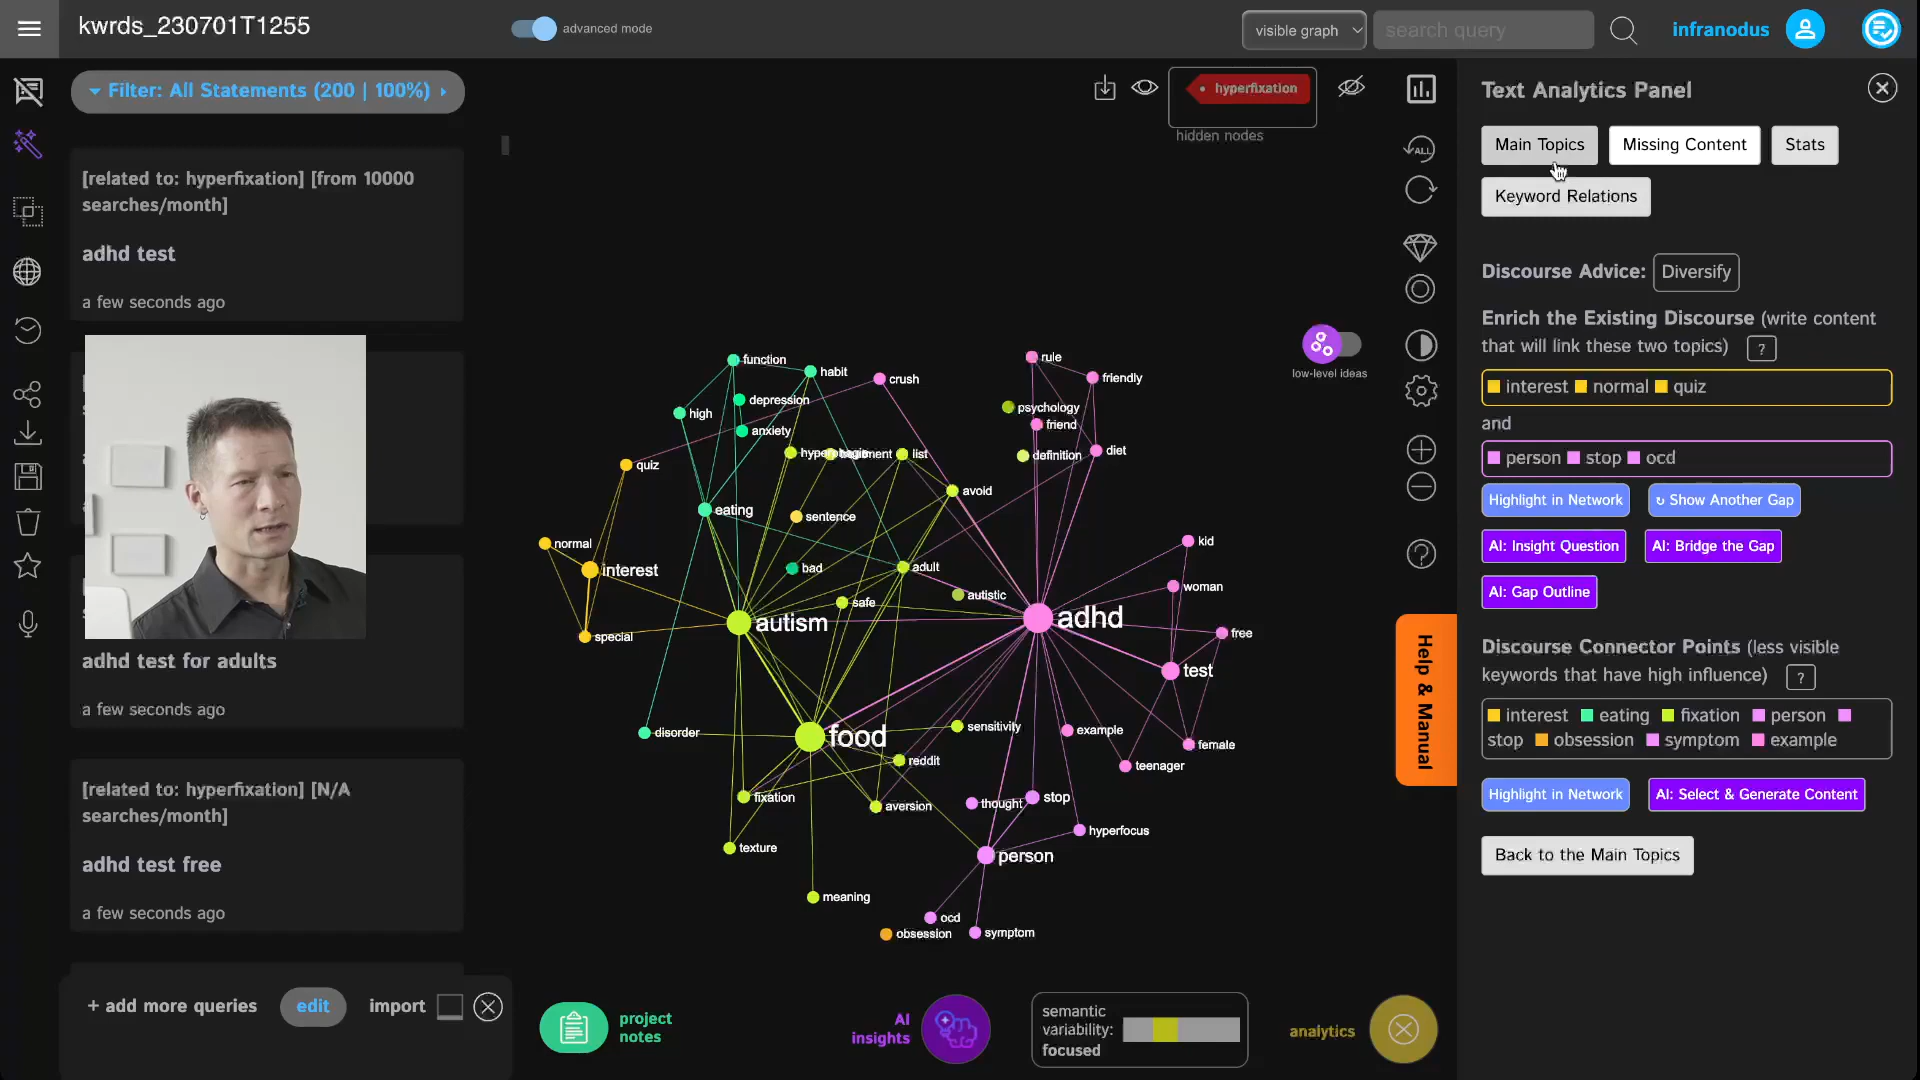 kwrds_230701T1255
advanced mode
visible graph
search query
infranodus
Filter: All Statements (200 | 100%)
[related to: hyperfixation] [from 10000
searches/month]
adhd test
a few seconds ago
adhd test for adults
a few seconds ago
[related to: hyperfixation] [N/A
searches/month]
adhd test free
a few seconds ago
+ add more queries
edit
import
hyperfixation
hidden nodes
ALL
low-level ideas
function
habit
crush
rule
friendly
depression
high
psychology
friend
anxiety
list
definition
diet
quiz
avoid
eating
sentence
normal
interest
bad
adult
kid
woman
autistic
safe
autism
adhd
free
special
test
disorder
food
sensitivity
example
female
reddit
teenager
fixation
aversion
thought
stop
hyperfocus
texture
person
meaning
ocd
obsession
symptom
project
notes
AI
insights
semantic
variability:
focused
analytics
Help & Manual
Text Analytics Panel
Main Topics
Missing Content
Stats
Keyword Relations
Discourse Advice: Diversify
Enrich the Existing Discourse (write content
that will link these two topics) ?
interest normal quiz
and
person stop ocd
Highlight in Network
↻ Show Another Gap
AI: Insight Question
AI: Bridge the Gap
AI: Gap Outline
Discourse Connector Points (less visible
keywords that have high influence) ?
interest eating fixation person
stop obsession symptom example
Highlight in Network
AI: Select & Generate Content
Back to the Main Topics